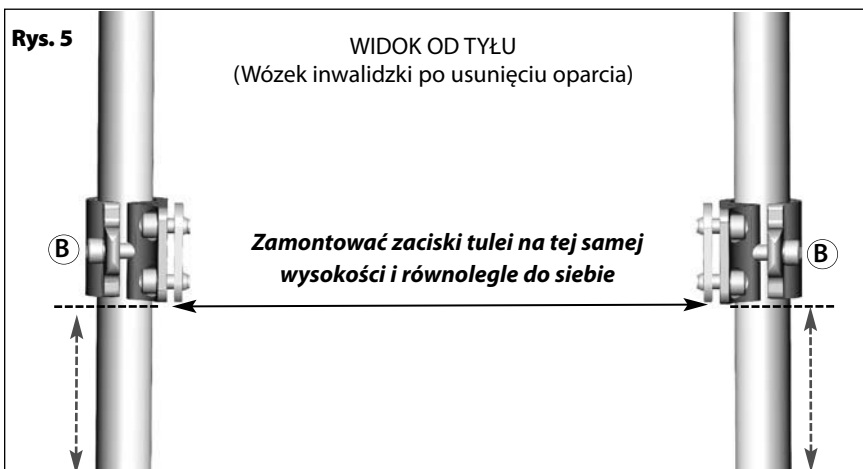 Rys. 5
WIDOK OD TYŁU
(Wózek inwalidzki po usunięciu oparcia)
B
Zamontować zaciski tulei na tej samej
wysokości i równolegle do siebie
B